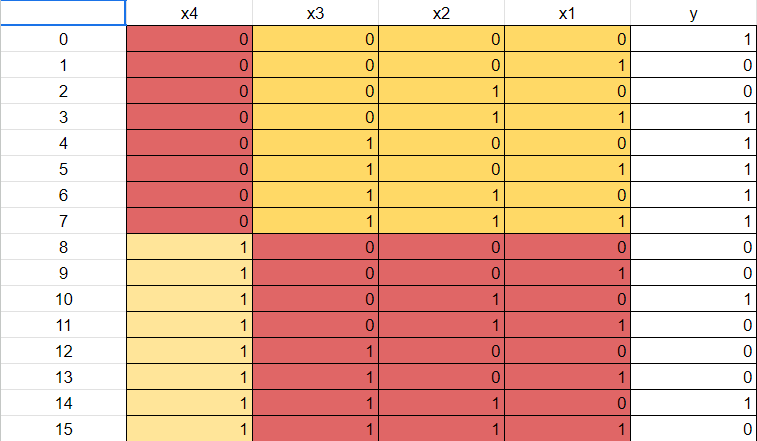 x4 x3 x2 x1 y
0 0 0 0 0 1
1 0 0 0 1 0
2 0 0 1 0 0
3 0 0 1 1 1
4 0 1 0 0 1
5 0 1 0 1 1
6 0 1 1 0 1
7 0 1 1 1 1
8 1 0 0 0 0
9 1 0 0 1 0
10 1 0 1 0 1
11 1 0 1 1 0
12 1 1 0 0 0
13 1 1 0 1 0
14 1 1 1 0 1
15 1 1 1 1 0